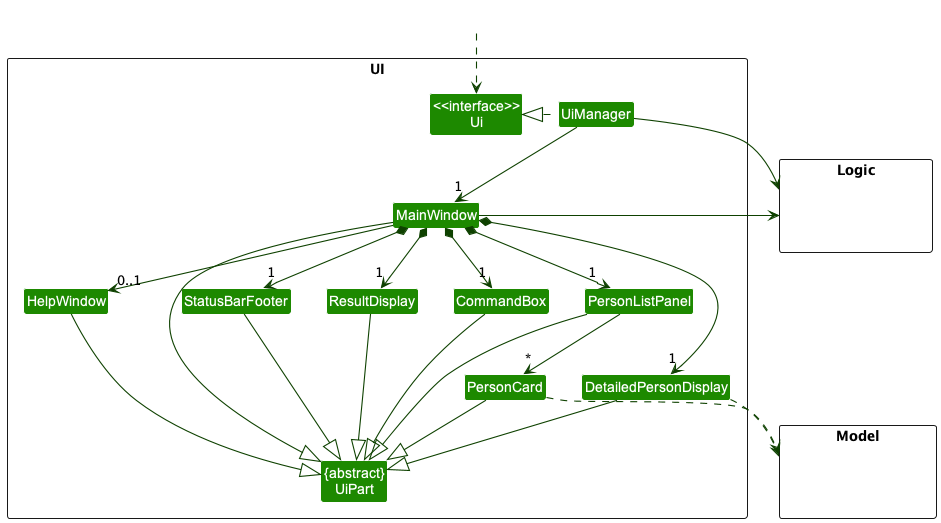 UI
<<interface>>
Ui
UiManager
Logic
1
MainWindow
0..1
1
1
1
1
HelpWindow
StatusBarFooter
ResultDisplay
CommandBox
PersonListPanel
*
1
PersonCard
DetailedPersonDisplay
Model
{abstract}
UiPart